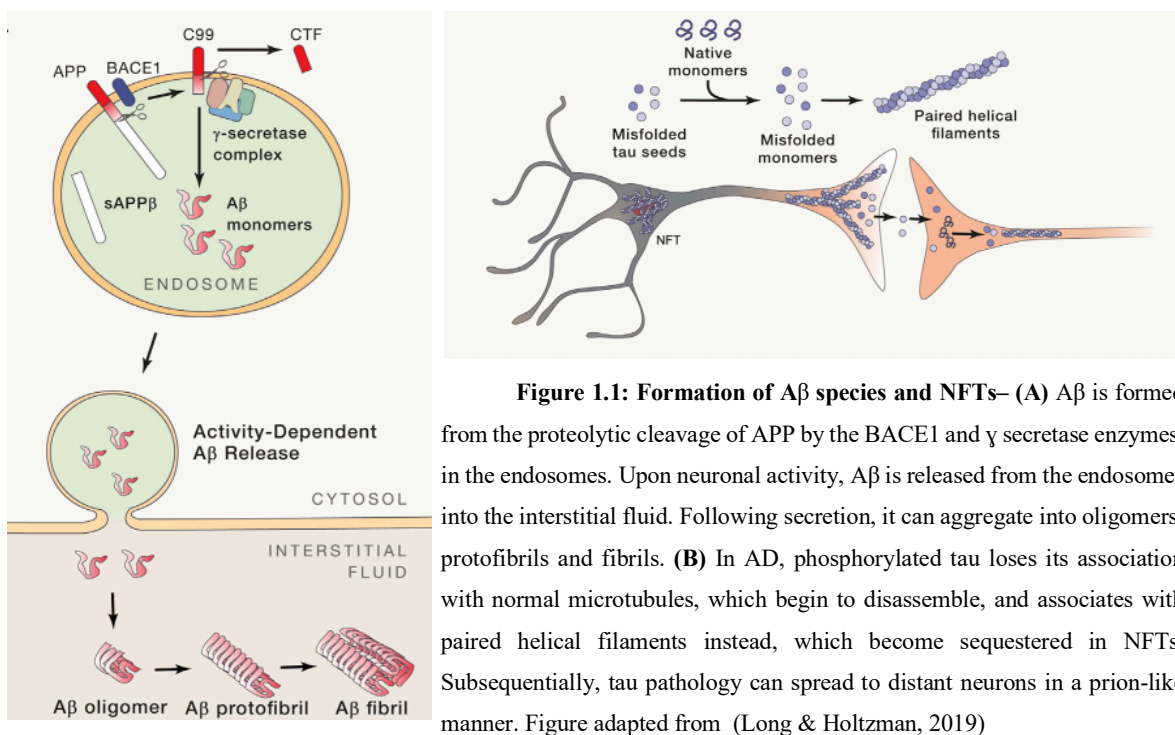 C99
CTF
APP
BACE1
γ-secretase
complex
sAPPβ
Aβ
monomers
ENDOSOME
Activity-Dependent
Aβ Release
CYTOSOL
INTERSTITIAL
FLUID
Aβ oligomer
Aβ protofibril
Aβ fibril
Native
monomers
Misfolded
tau seeds
Misfolded
monomers
Paired helical
filaments
NFT
Figure 1.1: Formation of Aβ species and NFTs– (A) Aβ is formed
from the proteolytic cleavage of APP by the BACE1 and ɣ secretase enzymes
in the endosomes. Upon neuronal activity, Aβ is released from the endosome
into the interstitial fluid. Following secretion, it can aggregate into oligomers
protofibrils and fibrils. (B) In AD, phosphorylated tau loses its association
with normal microtubules, which begin to disassemble, and associates with
paired helical filaments instead, which become sequestered in NFTs
Subsequentially, tau pathology can spread to distant neurons in a prion-like
manner. Figure adapted from (Long & Holtzman, 2019)